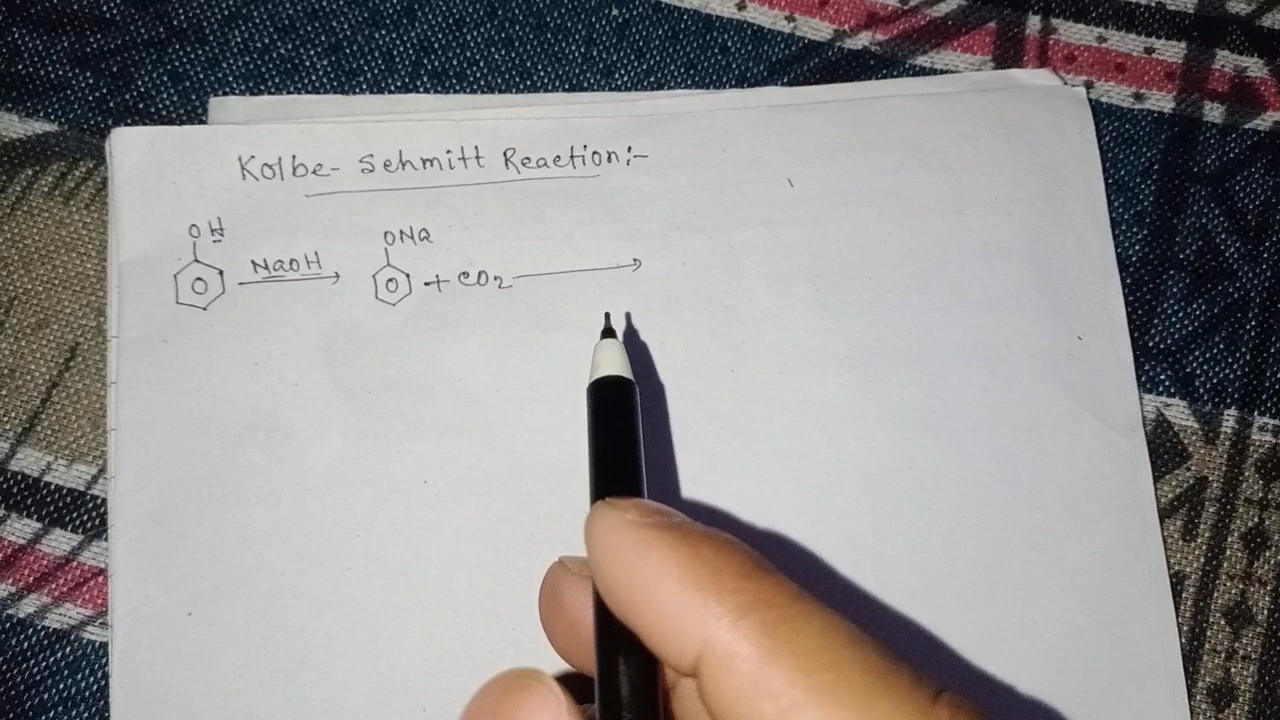 Kolbe- Schmitt Reaction:-
OH
NaOH
ONa
+ CO2